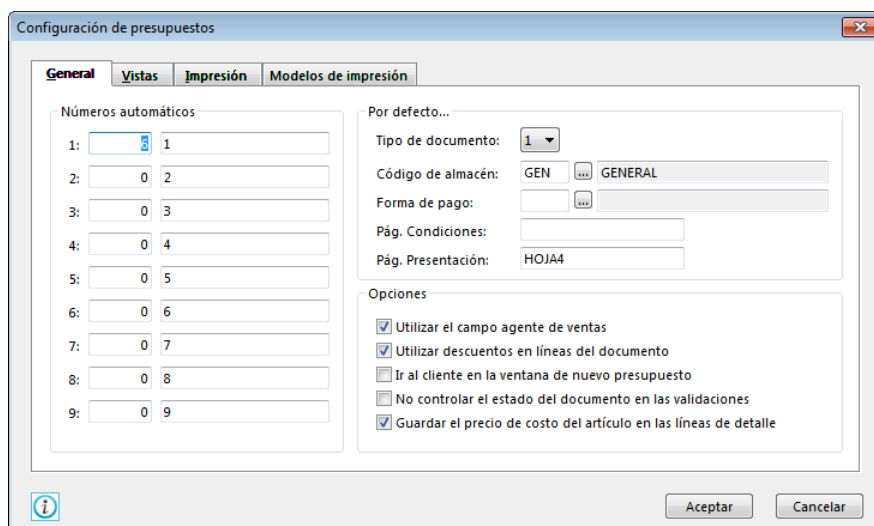 Configuración de presupuestos
General Vistas Impresión Modelos de impresión
Números automáticos
1: 6 1
2: 0 2
3: 0 3
4: 0 4
5: 0 5
6: 0 6
7: 0 7
8: 0 8
9: 0 9
Por defecto...
Tipo de documento: 1
Código de almacén: GEN ... GENERAL
Forma de pago: ...
Pág. Condiciones:
Pág. Presentación: HOJA4
Opciones
Utilizar el campo agente de ventas
Utilizar descuentos en líneas del documento
Ir al cliente en la ventana de nuevo presupuesto
No controlar el estado del documento en las validaciones
Guardar el precio de costo del artículo en las líneas de detalle
Aceptar Cancelar